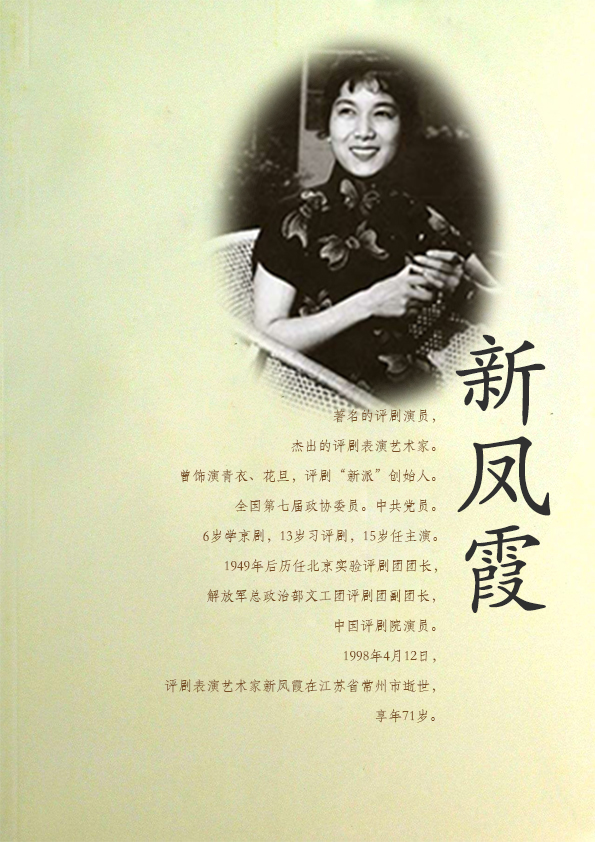 新凤霞
著名的评剧演员，
杰出的评剧表演艺术家。
曾饰演青衣、花旦，评剧“新派”创始人。
全国第七届政协委员。中共党员。
6岁学京剧，13岁习评剧，15岁任主演。
1949年后历任北京实验评剧团团长，
解放军总政治部文工团评剧团副团长，
中国评剧院演员。
1998年4月12日，
评剧表演艺术家新凤霞在江苏省常州市逝世，
享年71岁。